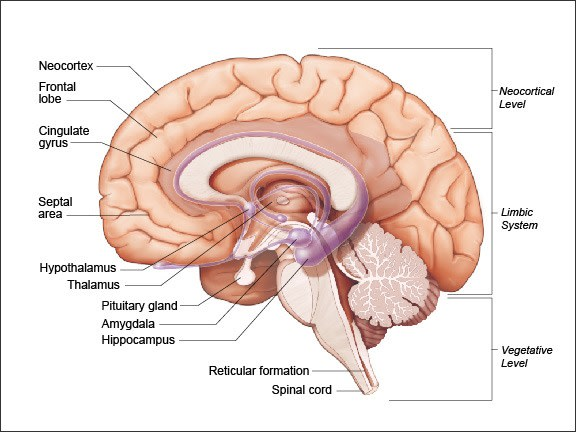 Neocortex
Frontal
lobe
Cingulate
gyrus
Septal
area
Hypothalamus
Thalamus
Pituitary gland
Amygdala
Hippocampus
Reticular formation
Spinal cord
Neocortical
Level
Limbic
System
Vegetative
Level